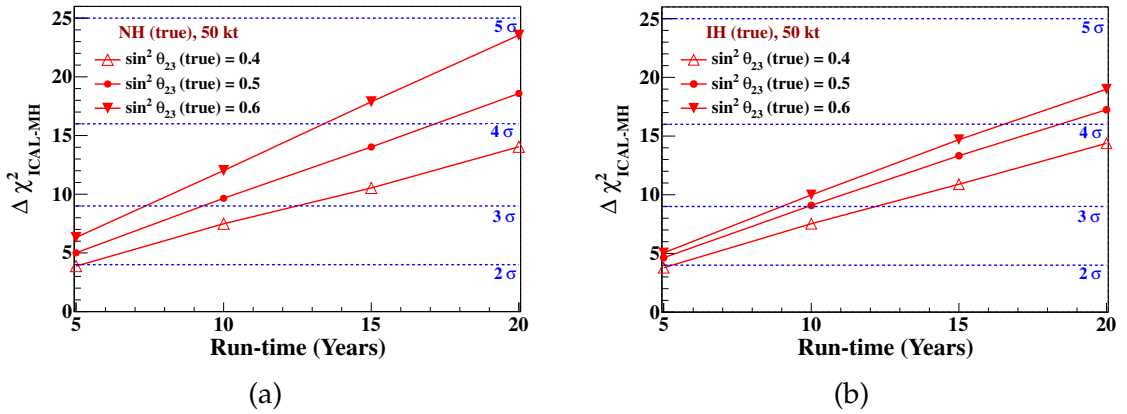 25
20
15
10
5
0
Δ χ²ICAL-MH
NH (true), 50 kt
sin² θ₂₃ (true) = 0.4
sin² θ₂₃ (true) = 0.5
sin² θ₂₃ (true) = 0.6
5 σ
4 σ
3 σ
2 σ
5 10 15 20
Run-time (Years)
(a)
25
20
15
10
5
0
Δ χ²ICAL-MH
IH (true), 50 kt
sin² θ₂₃ (true) = 0.4
sin² θ₂₃ (true) = 0.5
sin² θ₂₃ (true) = 0.6
5 σ
4 σ
3 σ
2 σ
5 10 15 20
Run-time (Years)
(b)